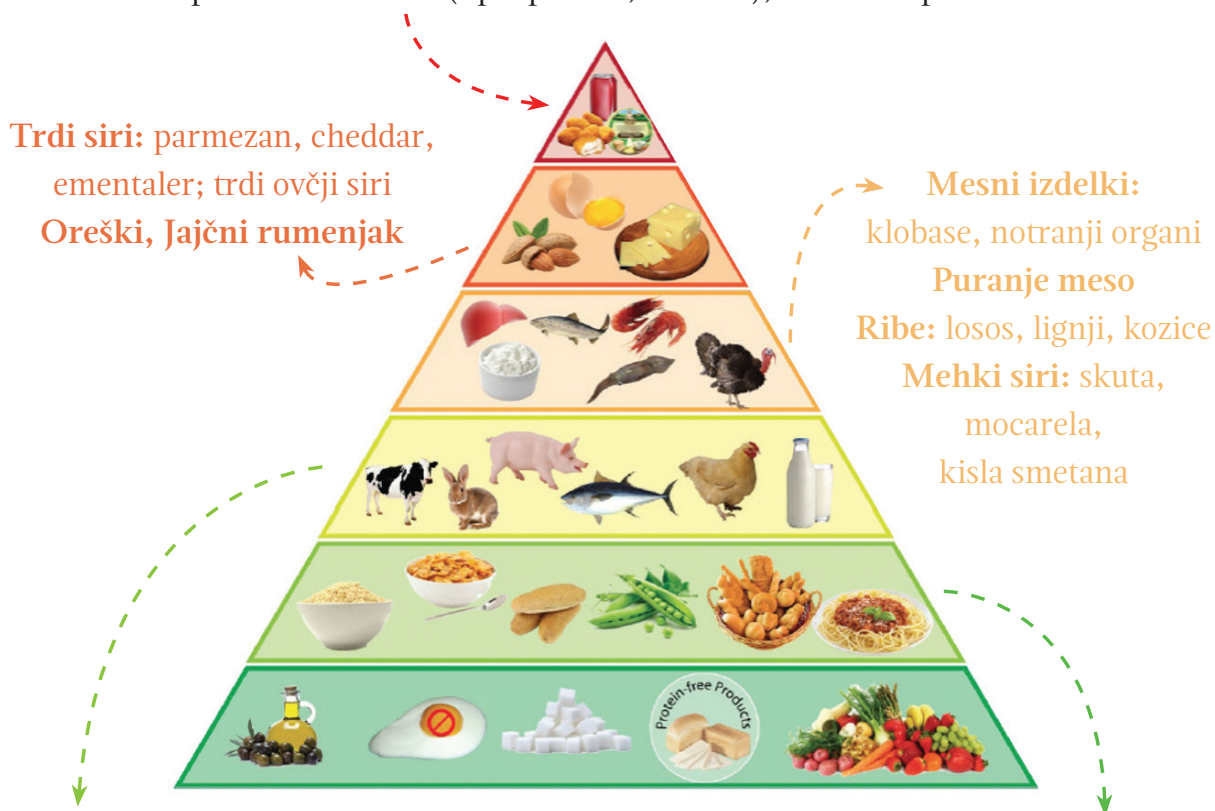 Trdi siri: parmezan, cheddar,
ementaler; trdi ovčji siri
Oreški, Jajčni rumenjak
Mesni izdelki:
klobase, notranji organi
Puranje meso
Ribe: losos, lignji, kozice
Mehki siri: skuta,
mocarela,
kisla smetana
Protein-free Products